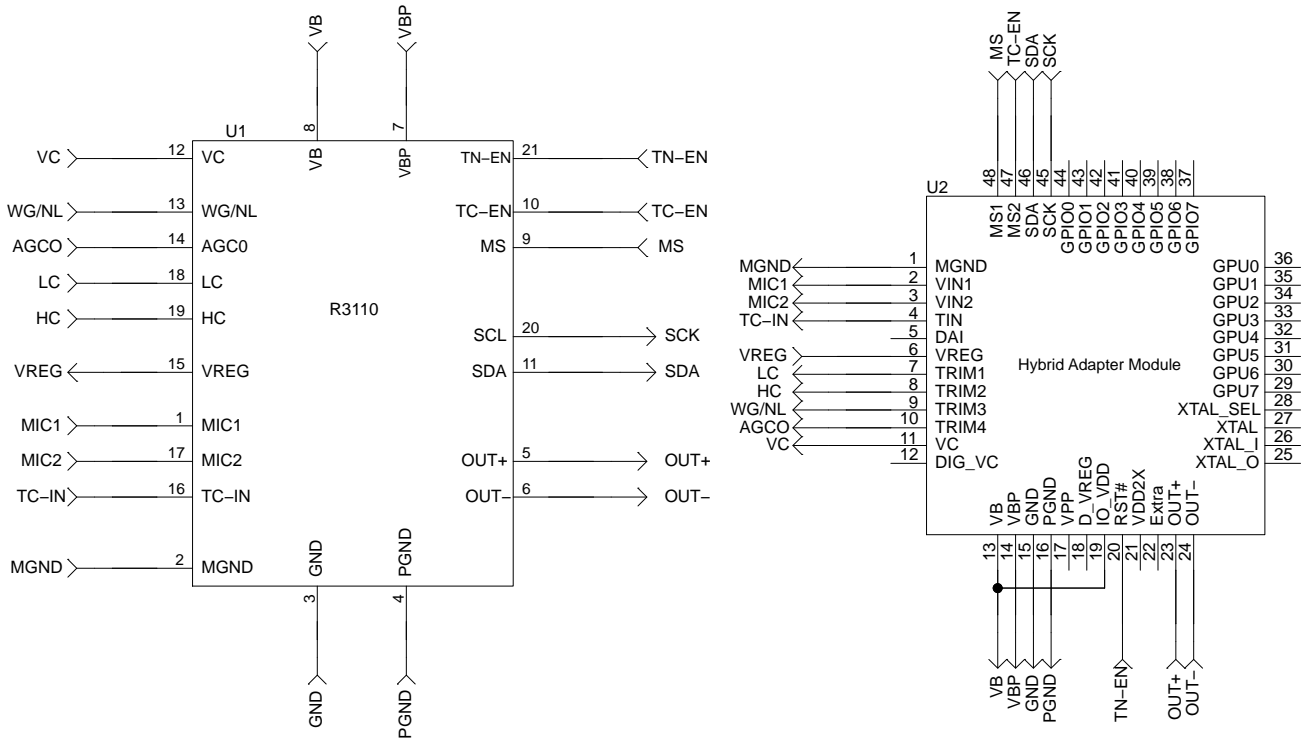 VB
VBP
8
7
U1
VB
VBP
VC 12 VC
WG/NL 13 WG/NL
AGCO 14 AGC0
LC 18 LC
HC 19 HC
VREG 15 VREG
MIC1 1 MIC1
MIC2 17 MIC2
TC-IN 16 TC-IN
MGND 2 MGND
R3110
TN-EN 21 TN-EN
TC-EN 10 TC-EN
MS 9 MS
SCL 20 SCK
SDA 11 SDA
OUT+ 5 OUT+
OUT- 6 OUT-
GND
PGND
3
4
GND
PGND
MS
TC-EN
SDA
SCK
48 47 46 45 44 43 42 41 40 39 38 37
U2
MS1
MS2
SDA
SCK
GPIO0
GPIO1
GPIO2
GPIO3
GPIO4
GPIO5
GPIO6
GPIO7
MGND 1 MGND
MIC1 2 VIN1
MIC2 3 VIN2
TC-IN 4 TIN
5 DAI
VREG 6 VREG
LC 7 TRIM1
HC 8 TRIM2
WG/NL 9 TRIM3
AGCO 10 TRIM4
VC 11 VC
12 DIG_VC
Hybrid Adapter Module
GPU0 36
GPU1 35
GPU2 34
GPU3 33
GPU4 32
GPU5 31
GPU6 30
GPU7 29
XTAL_SEL 28
XTAL 27
XTAL_I 26
XTAL_O 25
VB
VBP
GND
PGND
VPP
D_VREG
IO_VDD
RST#
VDD2X
Extra
OUT+
OUT-
13 14 15 16 17 18 19 20 21 22 23 24
VB
VBP
GND
PGND
TN-EN
OUT+
OUT-